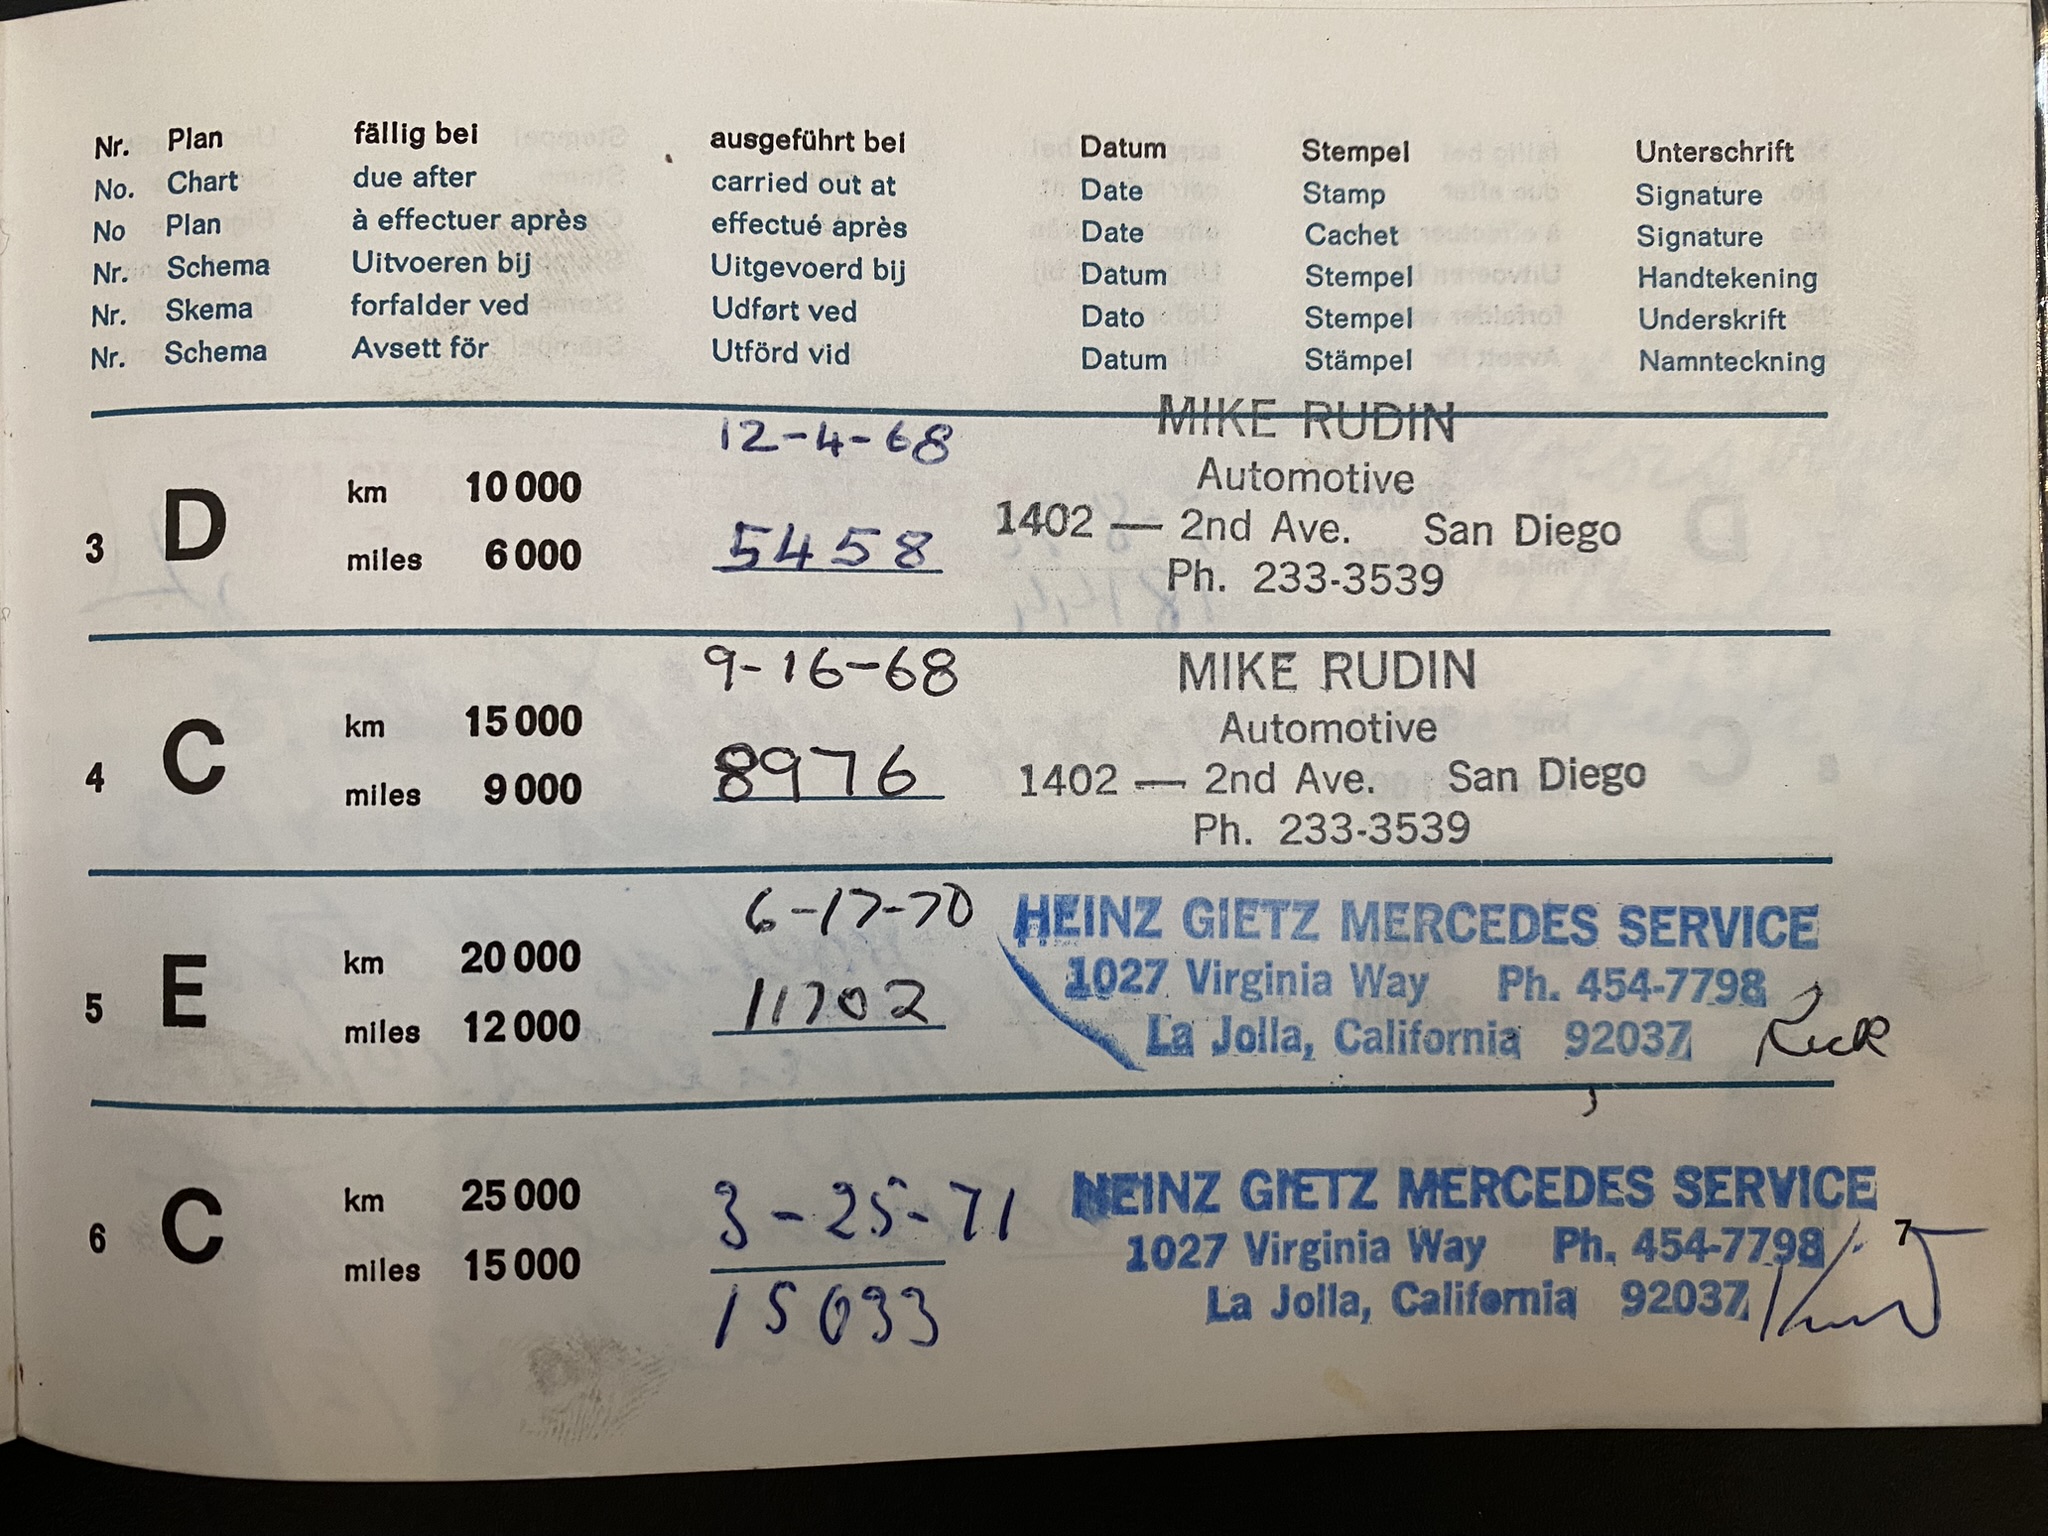 Nr. Plan fällig bei ausgeführt bei Datum Stempel Unterschrift
No. Chart due after carried out at Date Stamp Signature
No Plan à effectuer après effectué après Date Cachet Signature
Nr. Schema Uitvoeren bij Uitgevoerd bij Datum Stempel Handtekening
Nr. Skema forfalder ved Udført ved Dato Stempel Underskrift
Nr. Schema Avsett för Utförd vid Datum Stämpel Namnteckning
12-4-68 MIKE RUDIN
Automotive
km 10 000
3 D 1402 — 2nd Ave. San Diego
miles 6 000 5458
Ph. 233-3539
9-16-68 MIKE RUDIN
km 15 000 Automotive
4 C 8976 1402 — 2nd Ave. San Diego
miles 9 000
Ph. 233-3539
6-17-70 HEINZ GIETZ MERCEDES SERVICE
km 20 000 1027 Virginia Way Ph. 454-7798
5 E 11702
miles 12 000 La Jolla, California 92037 Rick
km 25 000 3-25-71 HEINZ GIETZ MERCEDES SERVICE
6 C 1027 Virginia Way Ph. 454-7798 7
miles 15 000
15033 La Jolla, California 92037